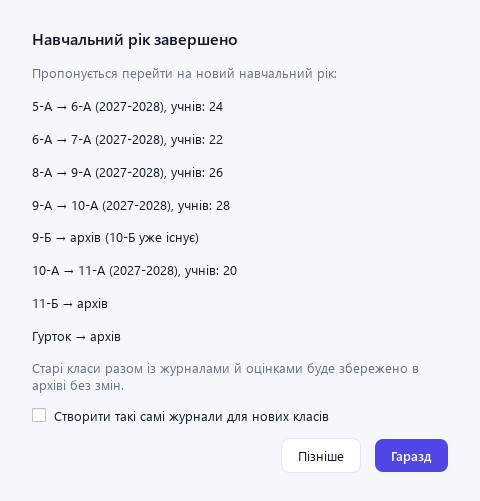 Навчальний рік завершено
Пропонується перейти на новий навчальний рік:
5-А → 6-А (2027-2028), учнів: 24
6-А → 7-А (2027-2028), учнів: 22
8-А → 9-А (2027-2028), учнів: 26
9-А → 10-А (2027-2028), учнів: 28
9-Б → архів (10-Б уже існує)
10-А → 11-А (2027-2028), учнів: 20
11-Б → архів
Гурток → архів
Старі класи разом із журналами й оцінками буде збережено в
архіві без змін.
Створити такі самі журнали для нових класів
Пізніше
Гаразд